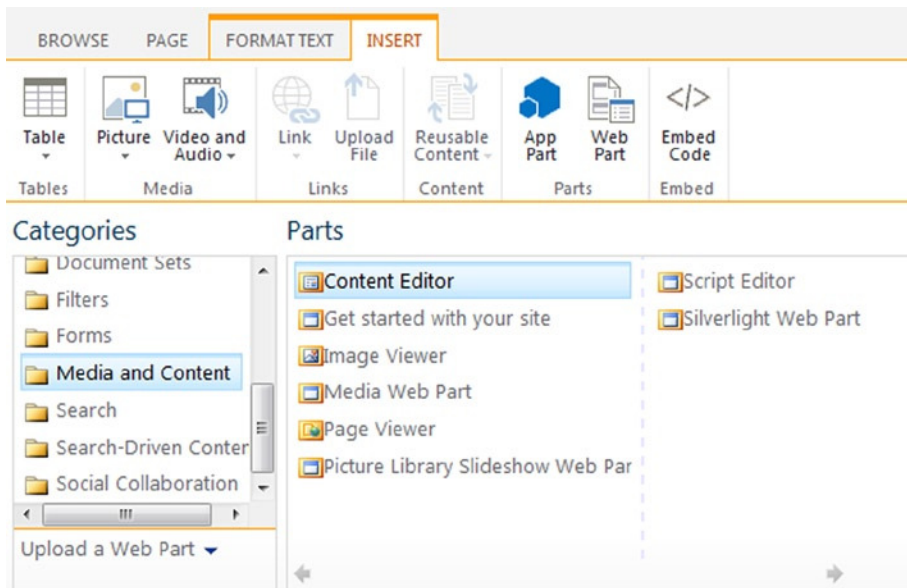 BROWSE PAGE FORMAT TEXT INSERT
Table Picture Video and Audio Link Upload File Reusable Content App Part Web Part Embed Code
Tables Media Links Content Parts Embed
Categories Parts
Document Sets
Filters
Forms
Media and Content
Search
Search-Driven Conter
Social Collaboration
Upload a Web Part
Content Editor
Get started with your site
Image Viewer
Media Web Part
Page Viewer
Picture Library Slideshow Web Par
Script Editor
Silverlight Web Part